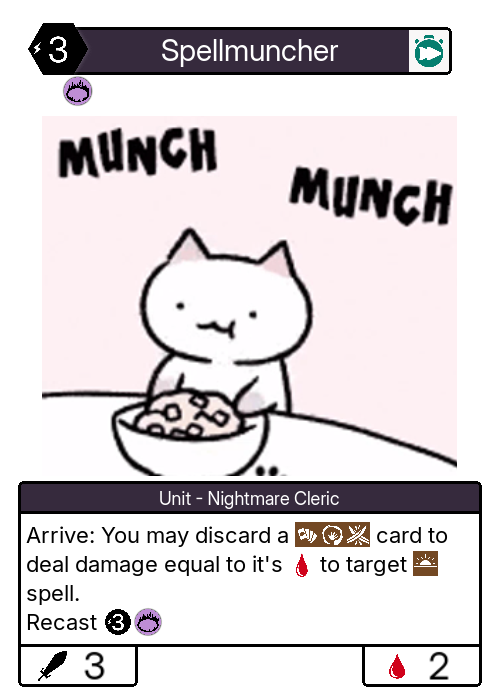 3 Spellmuncher
MUNCH
MUNCH
Unit - Nightmare Cleric
Arrive: You may discard a card to
deal damage equal to it's to target
spell.
Recast 3
3 2